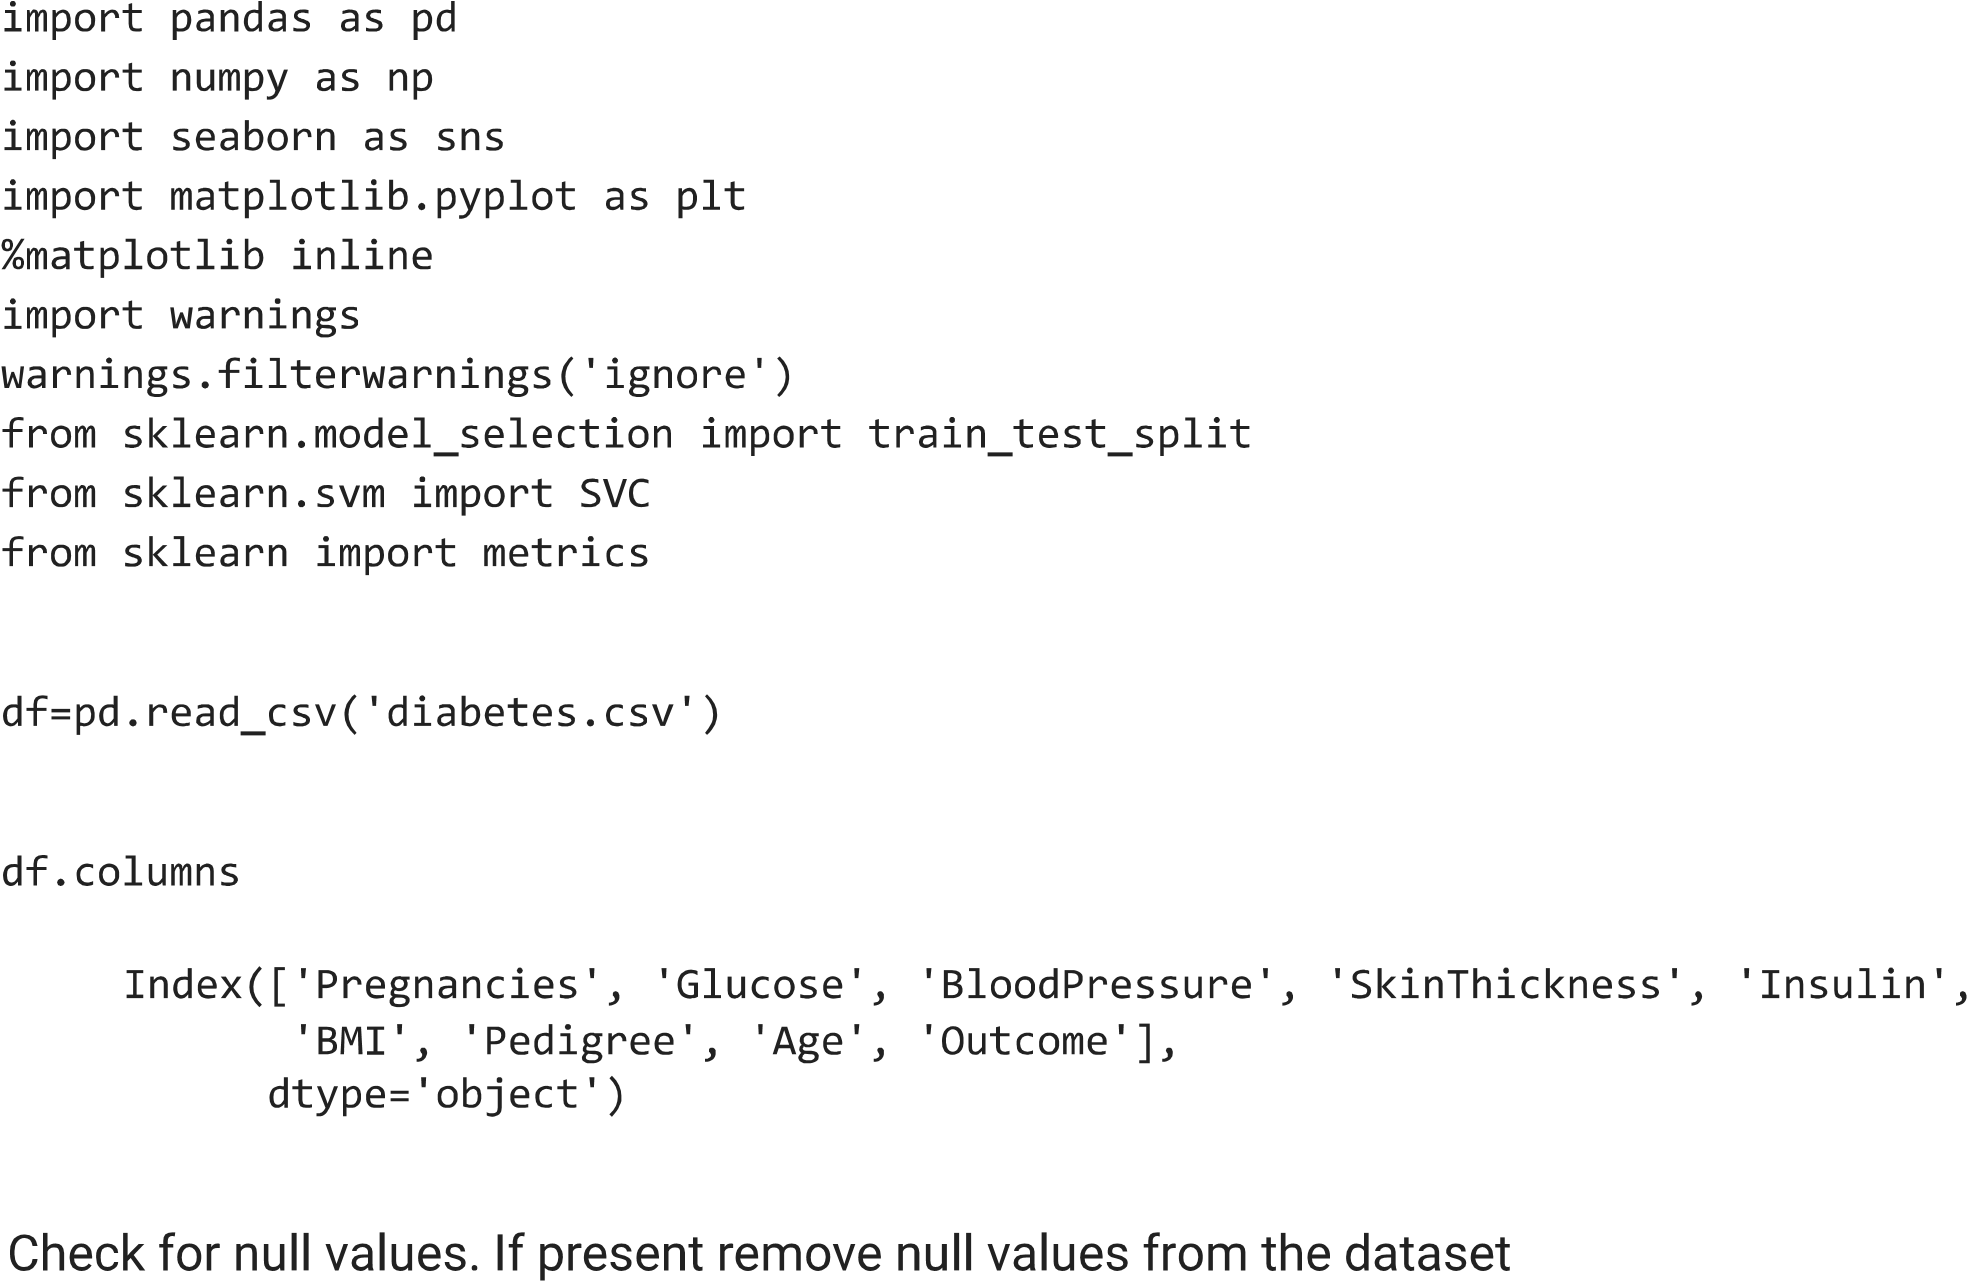 import pandas as pd
import numpy as np
import seaborn as sns
import matplotlib.pyplot as plt
%matplotlib inline
import warnings
warnings.filterwarnings('ignore')
from sklearn.model_selection import train_test_split
from sklearn.svm import SVC
from sklearn import metrics
df=pd.read_csv('diabetes.csv')
df.columns
Index(['Pregnancies', 'Glucose', 'BloodPressure', 'SkinThickness', 'Insulin',
'BMI', 'Pedigree', 'Age', 'Outcome'],
dtype='object')
Check for null values. If present remove null values from the dataset